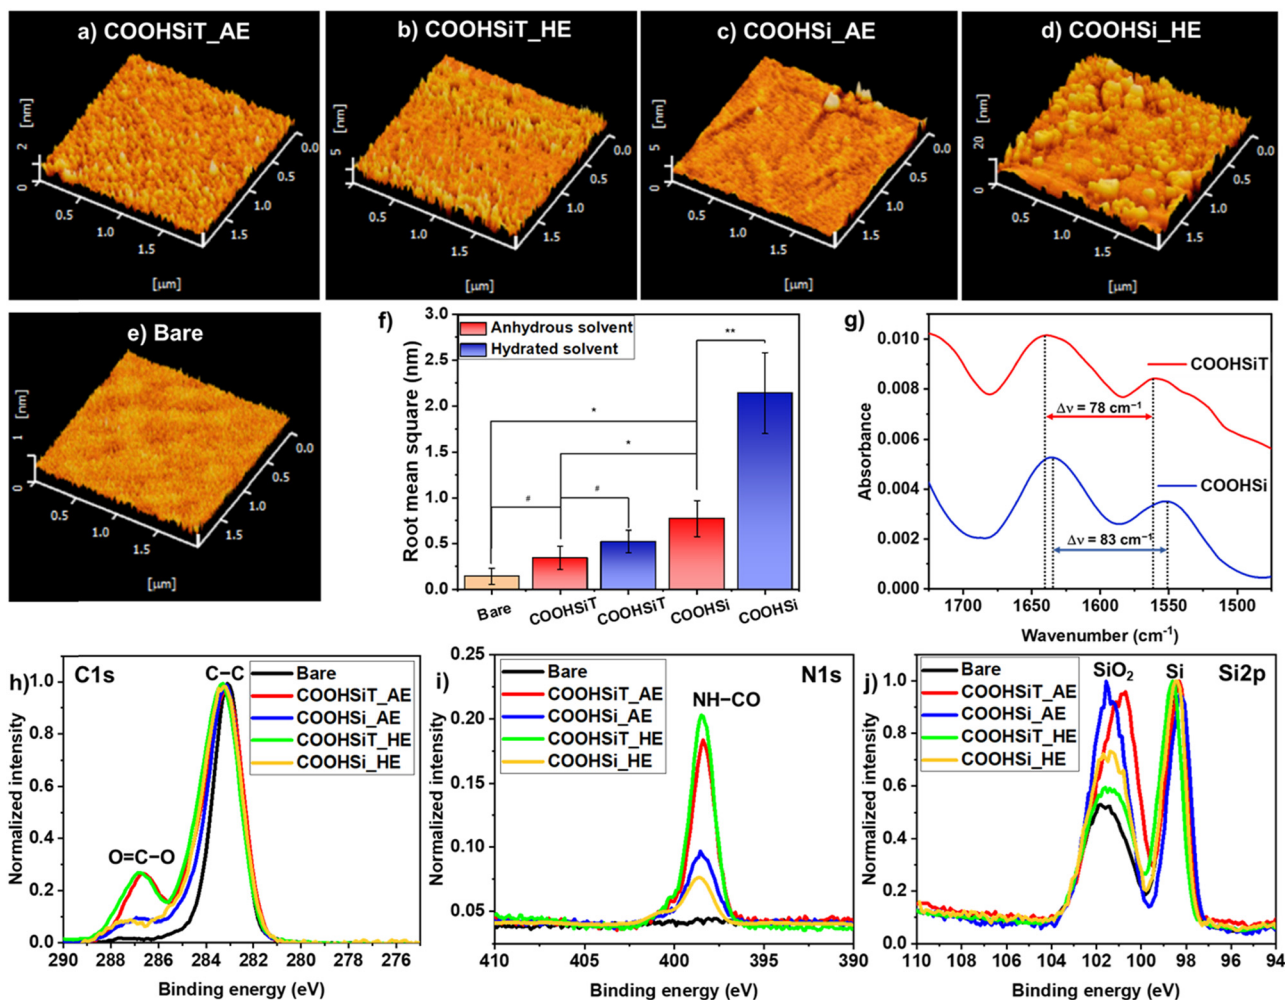 a) COOHSiT_AE
[nm]
2
0
0.5
1.0
1.5
[μm]
0.0
0.5
1.0
1.5
b) COOHSiT_HE
[nm]
5
0
0.5
1.0
1.5
[μm]
0.0
0.5
1.0
1.5
c) COOHSi_AE
[nm]
5
0
0.5
1.0
1.5
[μm]
0.0
0.5
1.0
1.5
d) COOHSi_HE
[nm]
20
0
0.5
1.0
1.5
[μm]
0.0
0.5
1.0
1.5
e) Bare
[nm]
1
0
0.5
1.0
1.5
[μm]
0.0
0.5
1.0
1.5
f)
Root mean square (nm)
3.0
2.5
2.0
1.5
1.0
0.5
0.0
Anhydrous solvent
Hydrated solvent
**
*
*
#
#
Bare
COOHSiT
COOHSiT
COOHSi
COOHSi
g)
Absorbance
0.010
0.008
0.006
0.004
0.002
0.000
COOHSiT
Δν = 78 cm⁻¹
COOHSi
Δν = 83 cm⁻¹
1700
1650
1600
1550
1500
Wavenumber (cm⁻¹)
h)
C1s
C−C
O=C−O
Bare
COOHSiT_AE
COOHSi_AE
COOHSiT_HE
COOHSi_HE
Normalized intensity
1.0
0.8
0.6
0.4
0.2
0.0
290
288
286
284
282
280
278
276
Binding energy (eV)
i)
N1s
NH−CO
Bare
COOHSiT_AE
COOHSi_AE
COOHSiT_HE
COOHSi_HE
Normalized intensity
0.25
0.20
0.15
0.10
0.05
410
405
400
395
390
Binding energy (eV)
j)
Si2p
SiO₂
Si
Bare
COOHSiT_AE
COOHSi_AE
COOHSiT_HE
COOHSi_HE
Normalized intensity
1.0
0.8
0.6
0.4
0.2
0.0
110
108
106
104
102
100
98
96
94
Binding energy (eV)